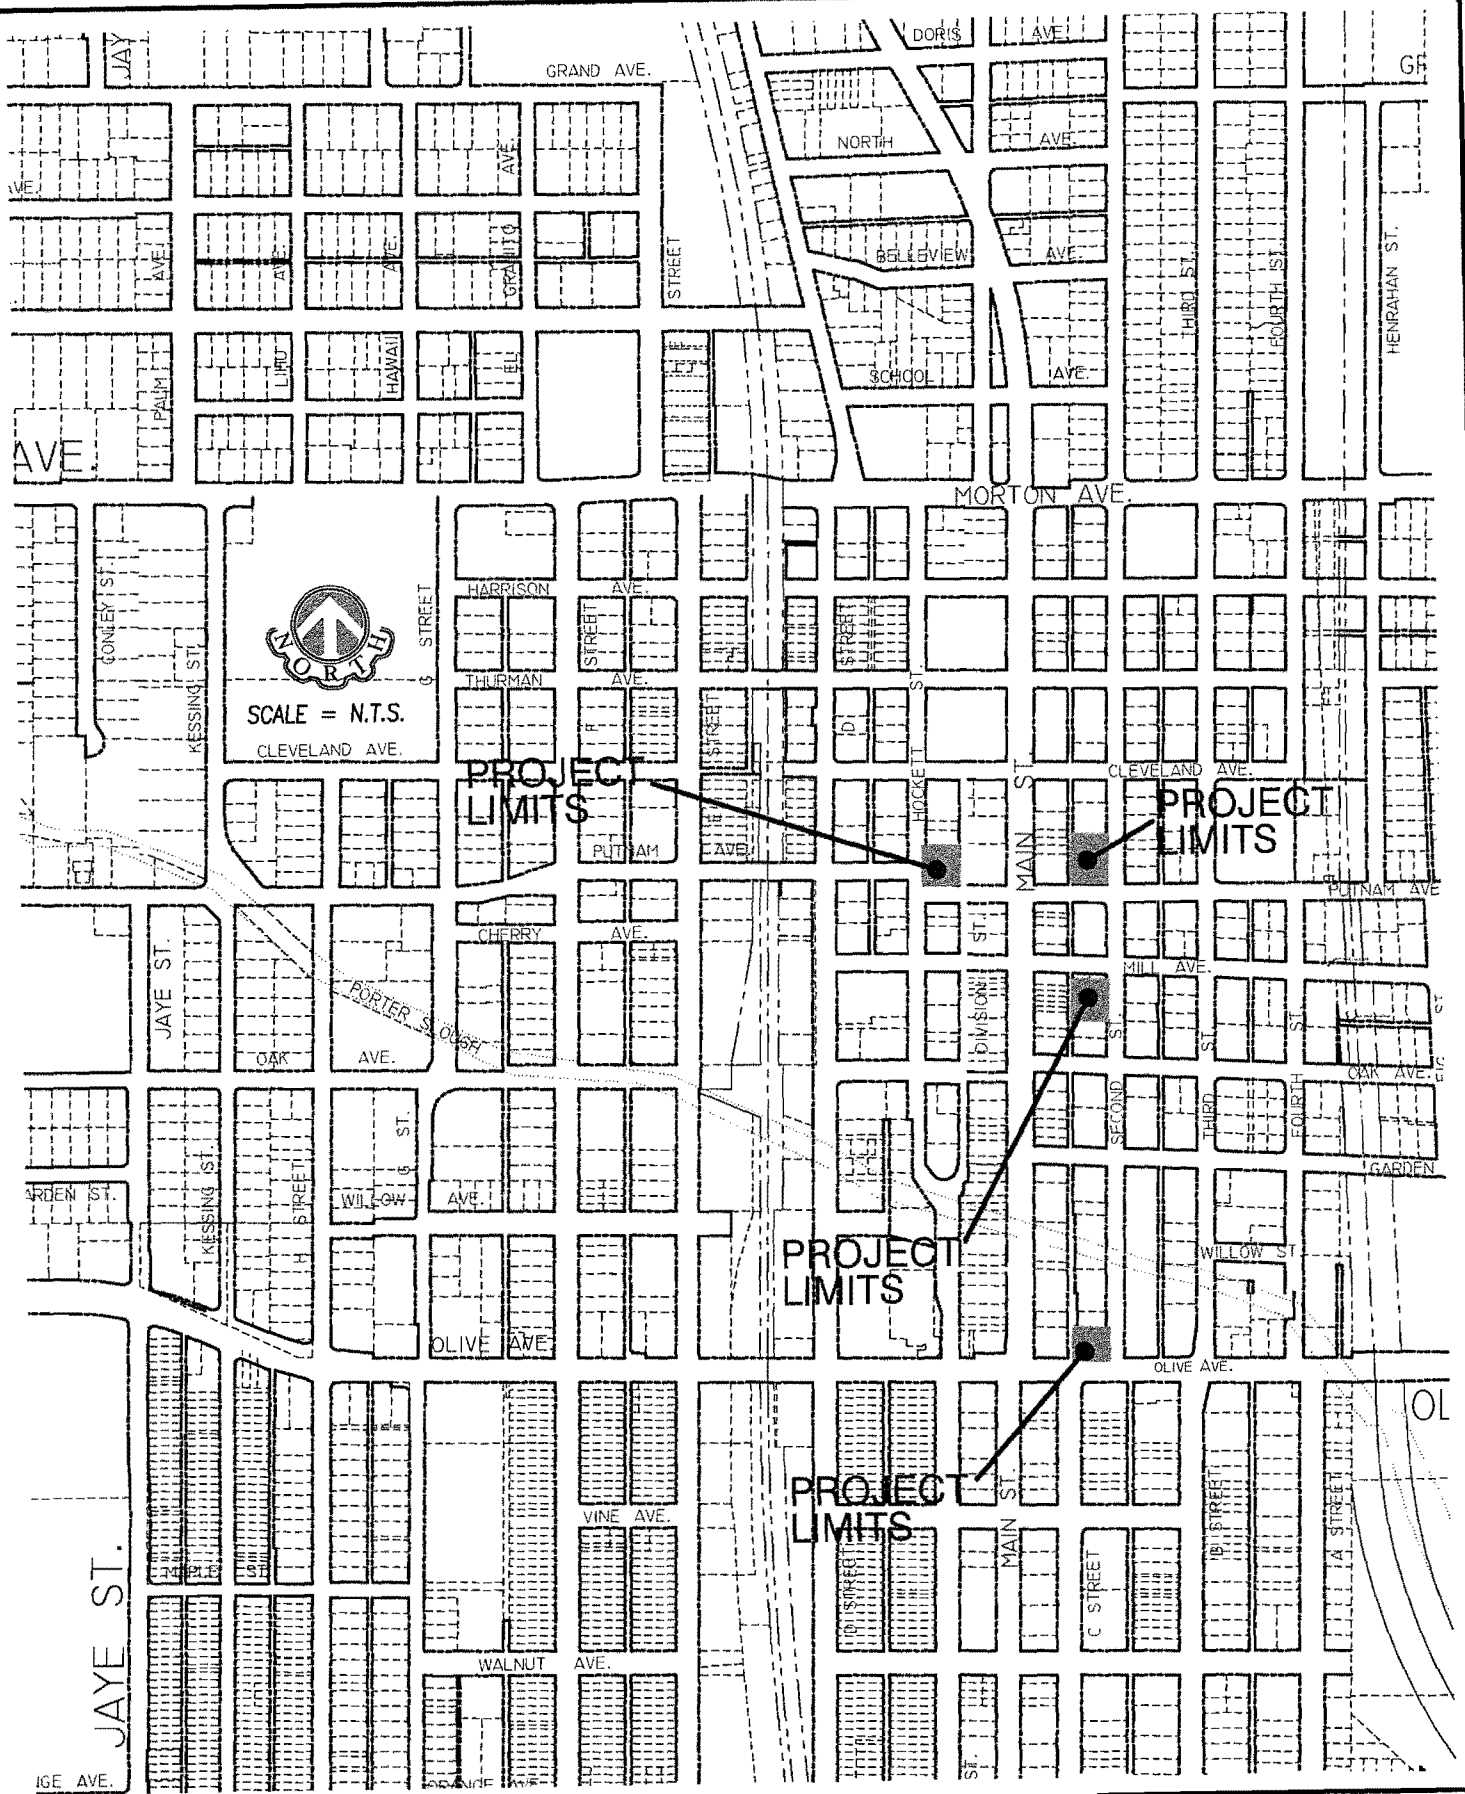 JAY
DORIS AVE.
GRAND AVE.
NORTH AVE.
AVE.
AVE.
BELLEVIEW AVE.
STREET
AVE.
AVE.
AVE.
GRANITO
THIRD ST.
FOURTH ST.
HENRAHAN ST.
PALM
LIHU
HAWAII
EL
E
SCHOOL AVE.
AVE.
MORTON AVE.
CONLEY ST.
KESSING ST.
NORTH
SCALE = N.T.S.
G STREET
HARRISON AVE.
STREET
STREET
THURMAN AVE.
F
STREET
D
HOCKETT ST.
CLEVELAND AVE.
CLEVELAND AVE.
PROJECT
LIMITS
MAIN ST.
PROJECT
LIMITS
PUTNAM AVE.
E
PUTNAM AVE
CHERRY AVE.
JAYE ST.
DIVISION ST.
MILL AVE.
PORTER SLOUGH
OAK AVE.
SECOND ST.
THIRD ST.
FOURTH ST.
OAK AVE.
GARDEN
ARDEN ST.
KESSING ST.
H STREET
WILLOW AVE.
G ST.
PROJECT
LIMITS
WILLOW ST.
OLIVE AVE.
OLIVE AVE.
OL
PROJECT
LIMITS
VINE AVE.
MAPLE ST.
D STREET
MAIN ST.
C STREET
B STREET
A STREET
JAYE ST.
WALNUT AVE.
ST.
ORANGE AVE.
NGE AVE.